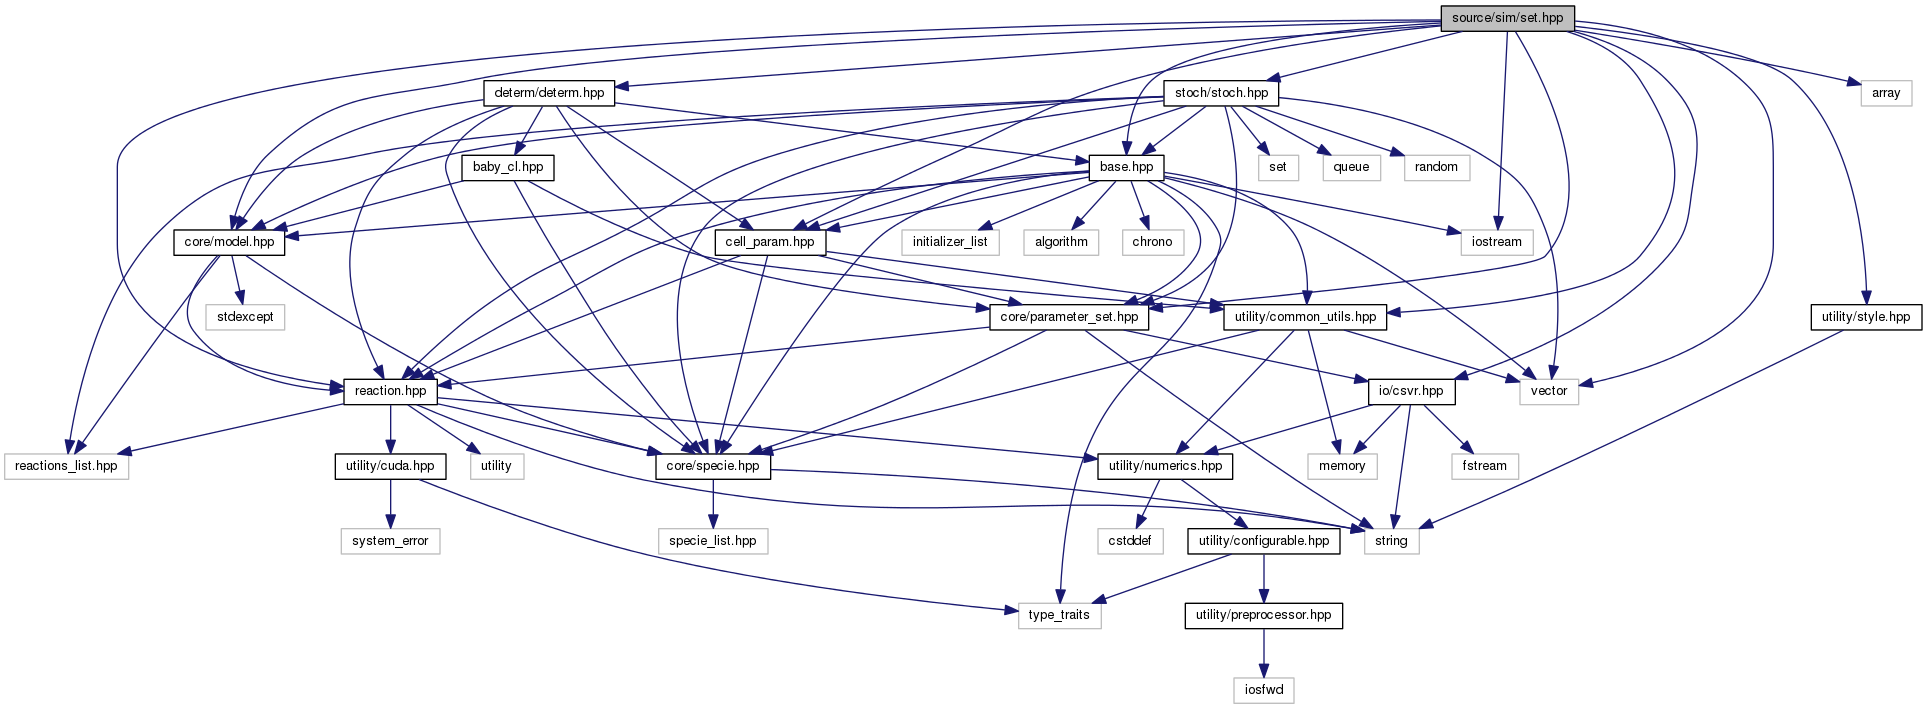 source/sim/set.hpp
determ/determ.hpp
stoch/stoch.hpp
array
baby_cl.hpp
base.hpp
set
queue
random
core/model.hpp
cell_param.hpp
initializer_list
algorithm
chrono
iostream
stdexcept
core/parameter_set.hpp
utility/common_utils.hpp
utility/style.hpp
reaction.hpp
io/csvr.hpp
vector
reactions_list.hpp
utility/cuda.hpp
utility
core/specie.hpp
utility/numerics.hpp
memory
fstream
system_error
specie_list.hpp
cstddef
utility/configurable.hpp
string
type_traits
utility/preprocessor.hpp
iosfwd